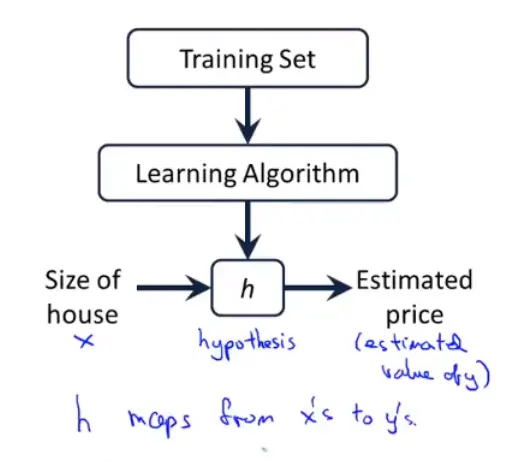 Training Set
Learning Algorithm
Size of house
h
Estimated price
x
hypothesis
(estimated value of y)
h maps from x's to y's.